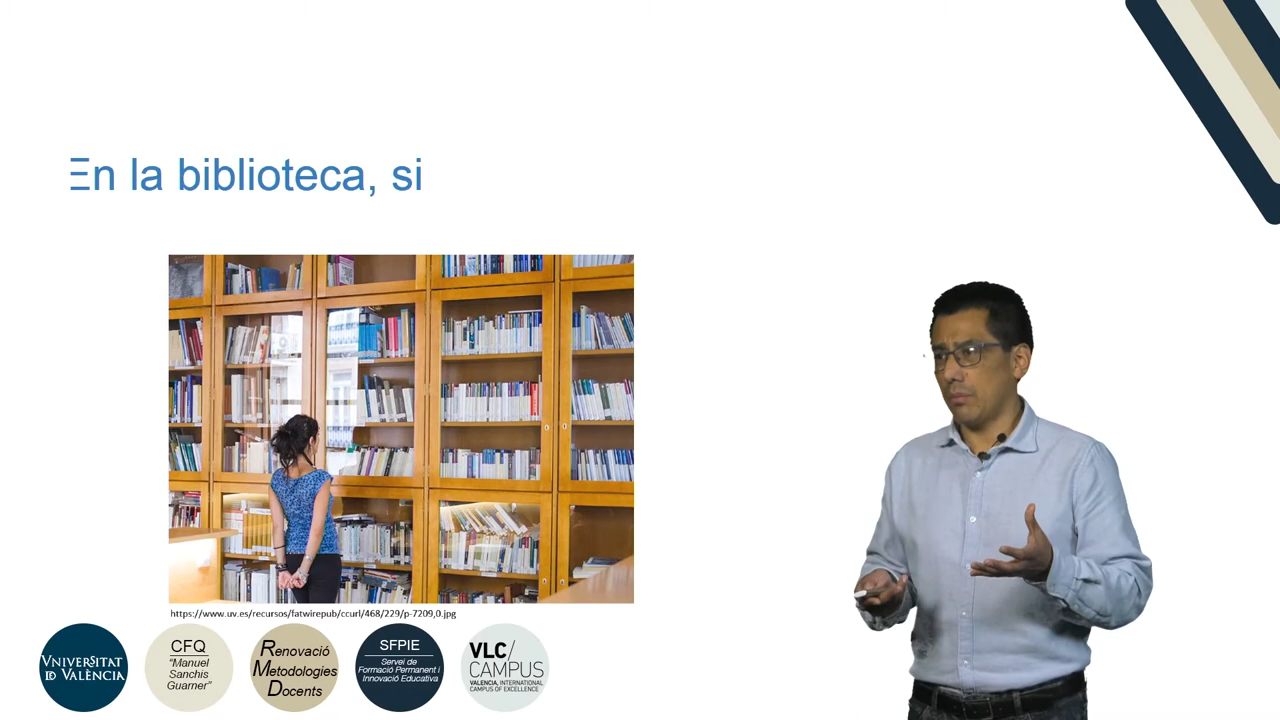 En la biblioteca, si
https://www.uv.es/recursos/fatwirepub/ccurl/468/229/p-7209,0.jpg
VNIVERSITAT
ID VALÈNCIA
CFQ
"Manuel
Sanchis
Guarner"
Renovació
Metodologies
Docents
SFPIE
Servei de
Formació Permanent i
Innovació Educativa
VLC/
CAMPUS
VALENCIA, INTERNATIONAL
CAMPUS OF EXCELLENCE